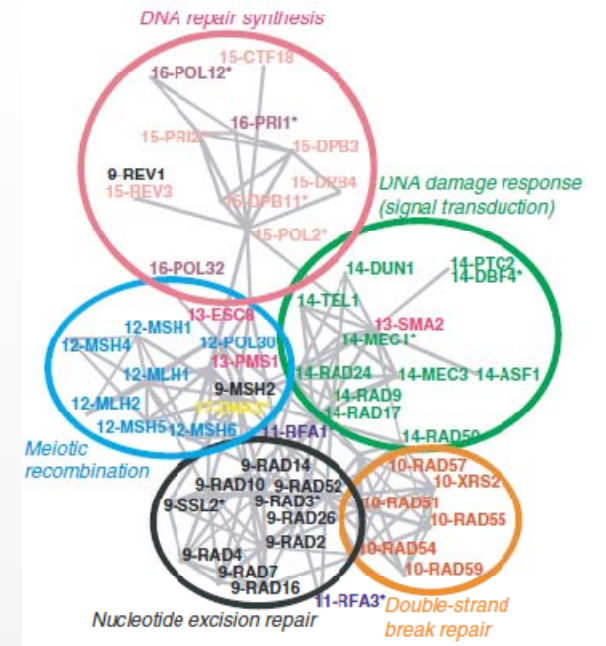 DNA repair synthesis
15-CTF18
16-POL12*
16-PRI1*
15-PRI2*
15-DPB3
9-REV1
15-REV3
15-DPB4
15-DPB11*
15-POL2*
16-POL32
DNA damage response
(signal transduction)
14-DUN1
14-PTC2
14-DBF4*
14-TEL1
13-SMA2
14-MEC1*
14-RAD24
14-MEC3
14-ASF1
14-RAD9
14-RAD17
14-RAD50
13-ESC8
12-MSH1
12-MSH4
12-POL30
13-PMS1
12-MLH1
9-MSH2
12-MLH2
12-MSH5
12-MSH6
11-RFA1
Meiotic
recombination
9-RAD14
9-RAD10
9-RAD52
9-SSL2*
9-RAD3*
9-RAD26
9-RAD2
9-RAD4
9-RAD7
9-RAD16
Nucleotide excision repair
10-RAD57
10-XRS2
10-RAD51
10-RAD55
10-RAD54
10-RAD59
11-RFA3*
Double-strand
break repair